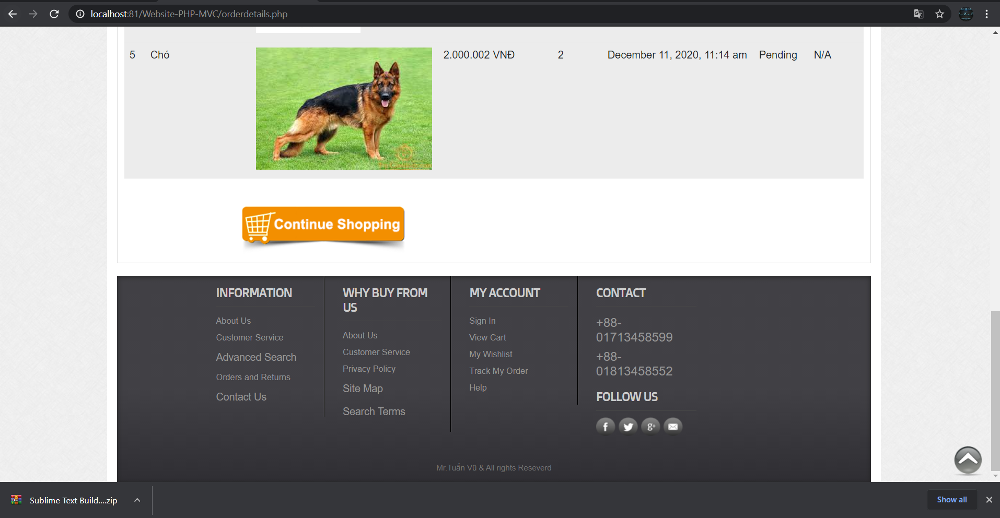 localhost:81/Website-PHP-MVC/orderdetails.php
5 Chó 2.000.002 VNĐ 2 December 11, 2020, 11:14 am Pending N/A
Continue Shopping
INFORMATION
About Us
Customer Service
Advanced Search
Orders and Returns
Contact Us
WHY BUY FROM
US
About Us
Customer Service
Privacy Policy
Site Map
Search Terms
MY ACCOUNT
Sign In
View Cart
My Wishlist
Track My Order
Help
CONTACT
+88-
01713458599
+88-
01813458552
FOLLOW US
Mr.Tuấn Vũ & All rights Reseverd
Sublime Text Build....zip
Show all